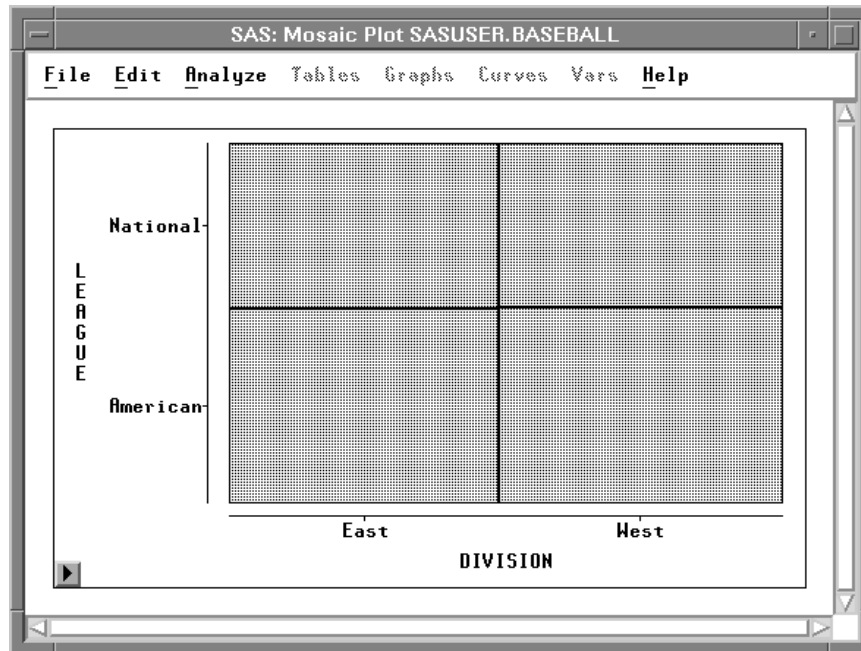 SAS: Mosaic Plot SASUSER.BASEBALL
File Edit Analyze Tables Graphs Curves Vars Help
National
LEAGUE
American
East West
DIVISION